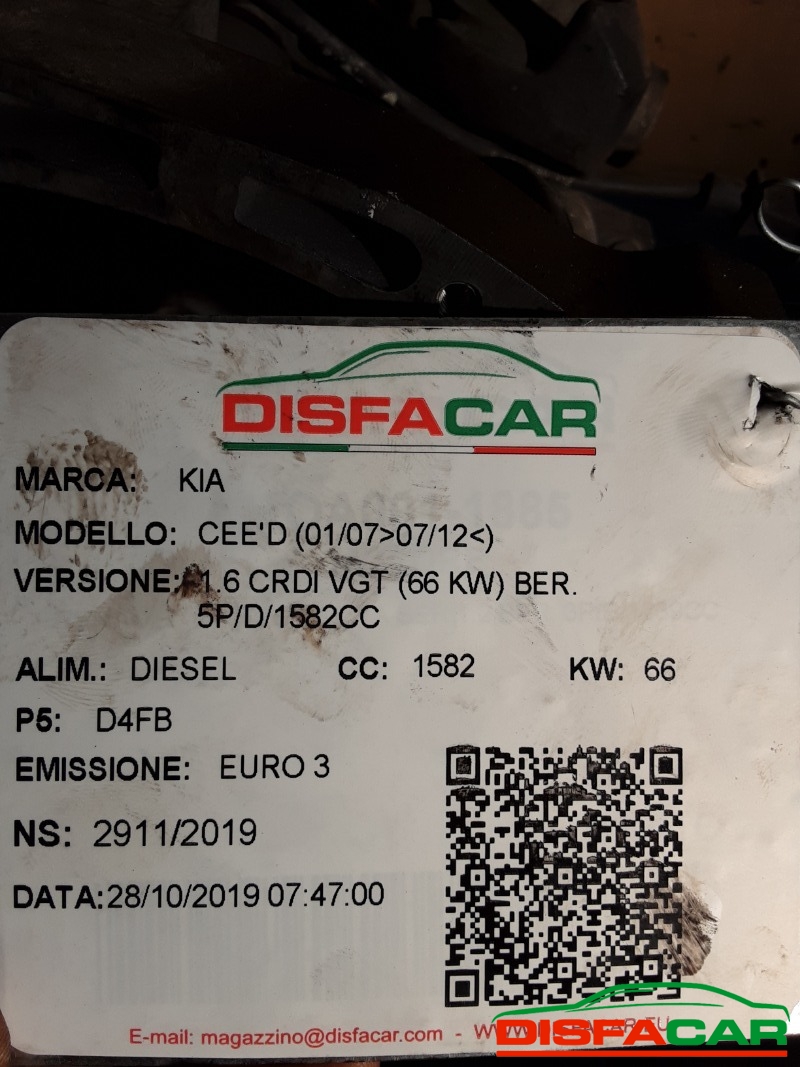 DISFACAR
MARCA: KIA
MODELLO: CEE'D (01/07>07/12<)
VERSIONE: 1.6 CRDI VGT (66 KW) BER.
5P/D/1582CC
ALIM.: DIESEL CC: 1582 KW: 66
P5: D4FB
EMISSIONE: EURO 3
NS: 2911/2019
DATA:28/10/2019 07:47:00
E-mail: magazzino@disfacar.com -
DISFACAR